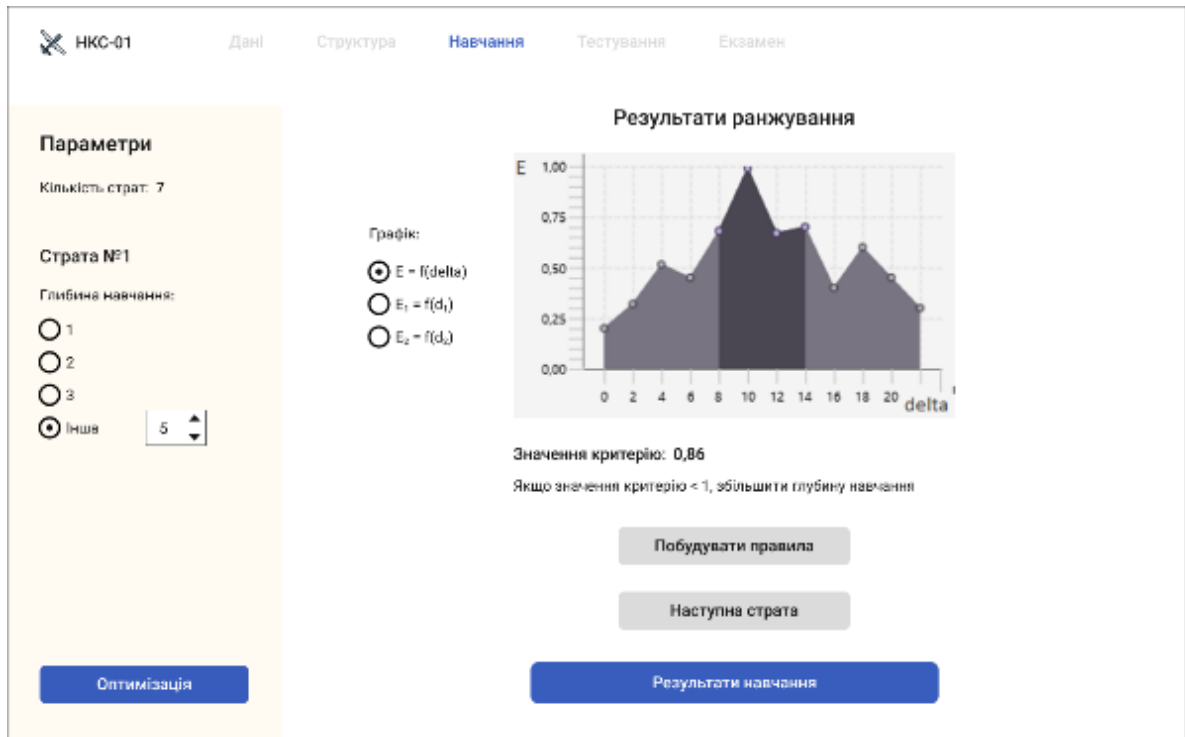 НКС-01 Дані Структура Навчання Тестування Екзамен
Параметри
Кількість страт: 7
Страта №1
Глибина навчання:
1
2
3
Інша 5
Графік:
E = f(delta)
E₁ = f(d₁)
E₂ = f(d₂)
Результати ранжування
E
1,00
0,75
0,50
0,25
0,00
0 2 4 6 8 10 12 14 16 18 20
delta
Значення критерію: 0,86
Якщо значення критерію < 1, збільшити глубину навчання
Побудувати правила
Наступна страта
Оптимізація
Результати навчання